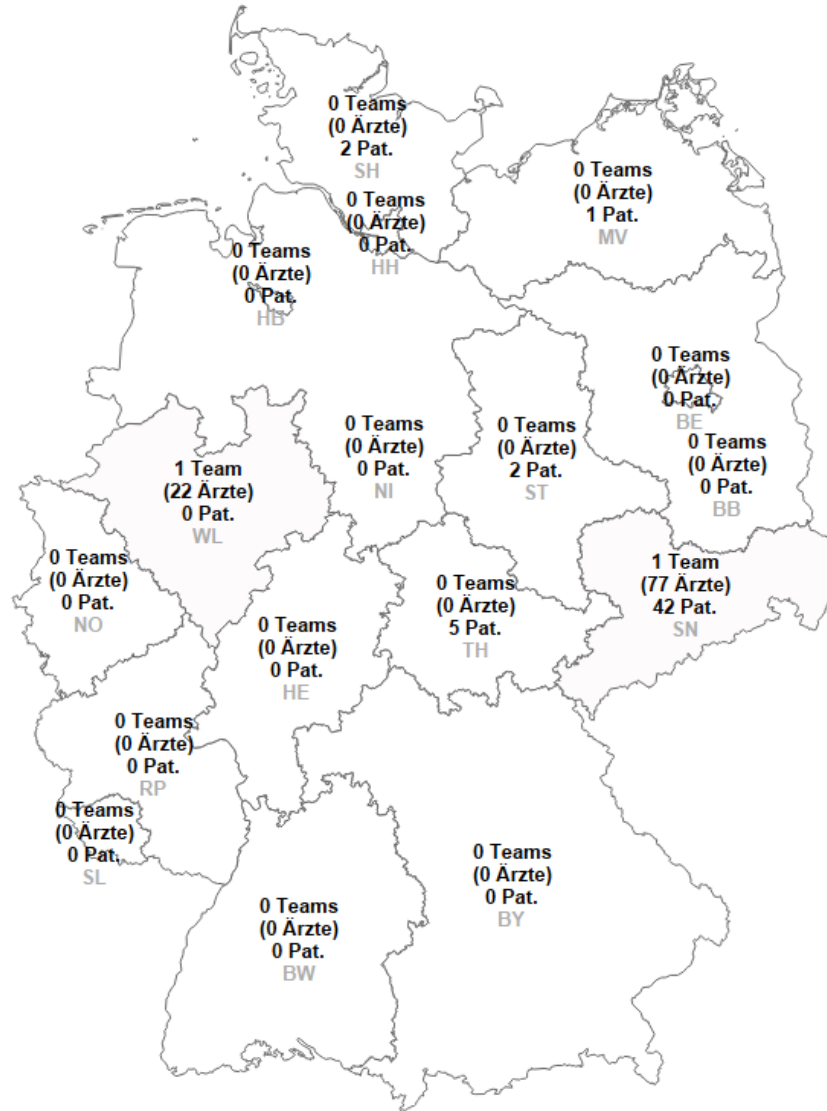 0 Teams
(0 Ärzte)
2 Pat.
SH
0 Teams
(0 Ärzte)
1 Pat.
MV
0 Teams
(0 Ärzte)
0 Pat.
HH
0 Teams
(0 Ärzte)
0 Pat.
HB
0 Teams
(0 Ärzte)
0 Pat.
BE
0 Teams
(0 Ärzte)
0 Pat.
NI
0 Teams
(0 Ärzte)
2 Pat.
ST
0 Teams
(0 Ärzte)
0 Pat.
BB
1 Team
(22 Ärzte)
0 Pat.
WL
0 Teams
(0 Ärzte)
0 Pat.
NO
0 Teams
(0 Ärzte)
5 Pat.
TH
1 Team
(77 Ärzte)
42 Pat.
SN
0 Teams
(0 Ärzte)
0 Pat.
HE
0 Teams
(0 Ärzte)
0 Pat.
RP
0 Teams
(0 Ärzte)
0 Pat.
SL
0 Teams
(0 Ärzte)
0 Pat.
BY
0 Teams
(0 Ärzte)
0 Pat.
BW